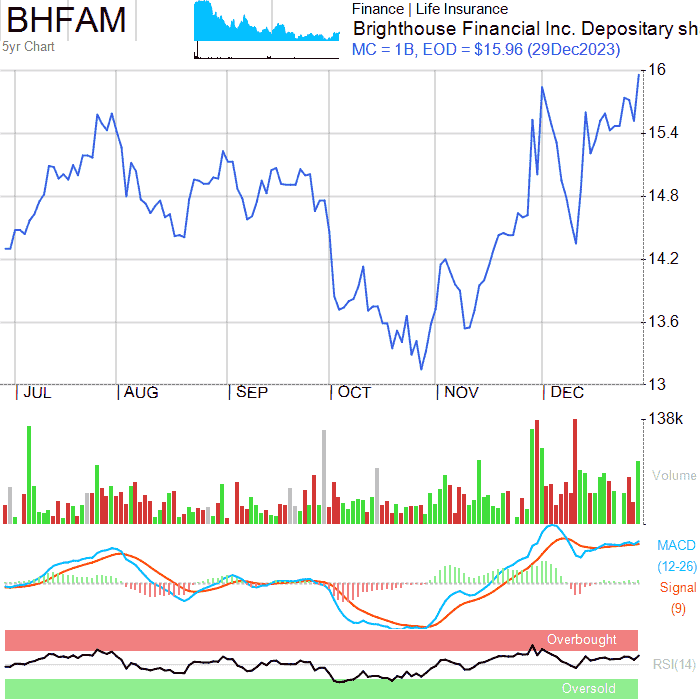 BHFAM
5yr Chart
Finance | Life Insurance
Brighthouse Financial Inc. Depositary sh
MC = 1B, EOD = $15.96 (29Dec2023)
16
15.4
14.8
14.2
13.6
13
JUL AUG SEP OCT NOV DEC
138k
Volume
MACD
(12-26)
Signal
(9)
Overbought
RSI(14)
Oversold